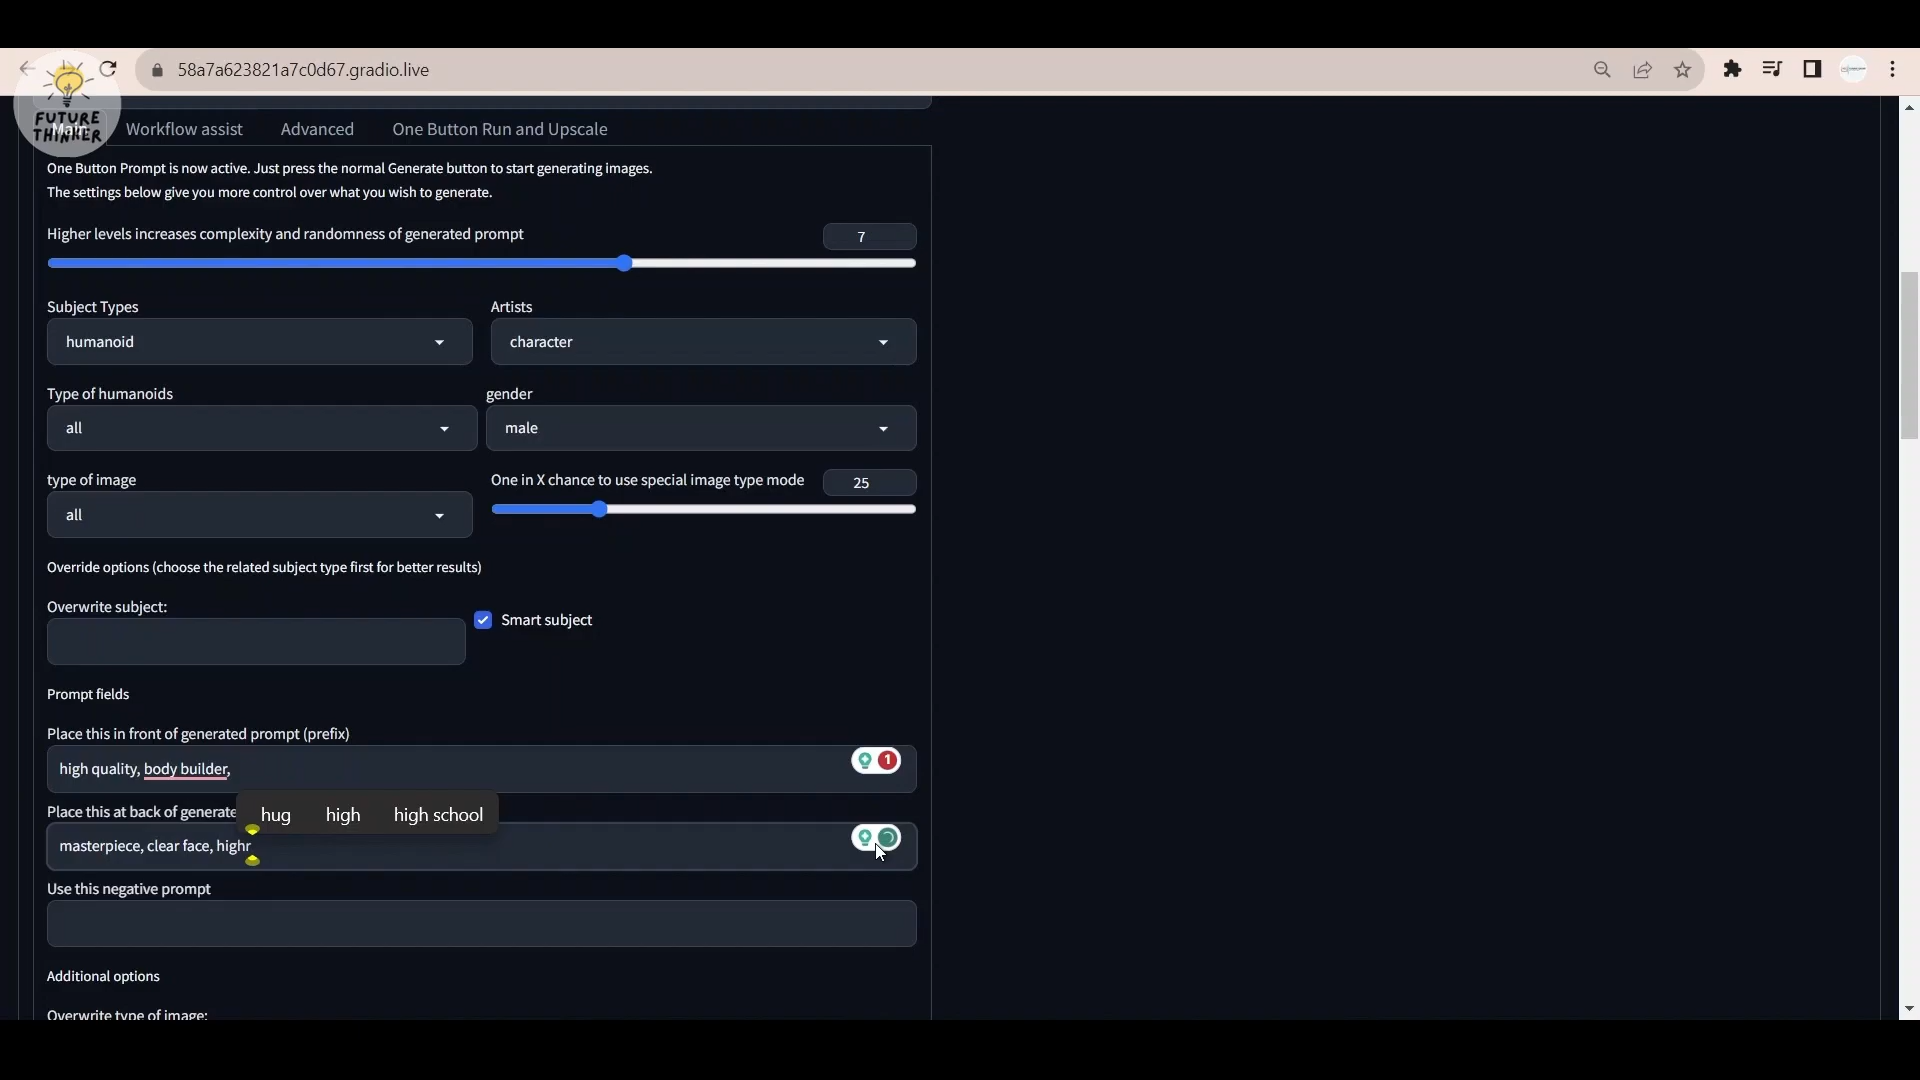 58a7a623821a7c0d67.gradio.live
FUTURE
THINKER
Workflow assist
Advanced
One Button Run and Upscale
One Button Prompt is now active. Just press the normal Generate button to start generating images.
The settings below give you more control over what you wish to generate.
Higher levels increases complexity and randomness of generated prompt
7
Subject Types
Artists
humanoid
character
Type of humanoids
gender
all
male
type of image
One in X chance to use special image type mode
25
all
Override options (choose the related subject type first for better results)
Overwrite subject:
Smart subject
Prompt fields
Place this in front of generated prompt (prefix)
high quality, body builder,
1
Place this at back of generate
hug high high school
masterpiece, clear face, highr
Use this negative prompt
Additional options
Overwrite type of image: